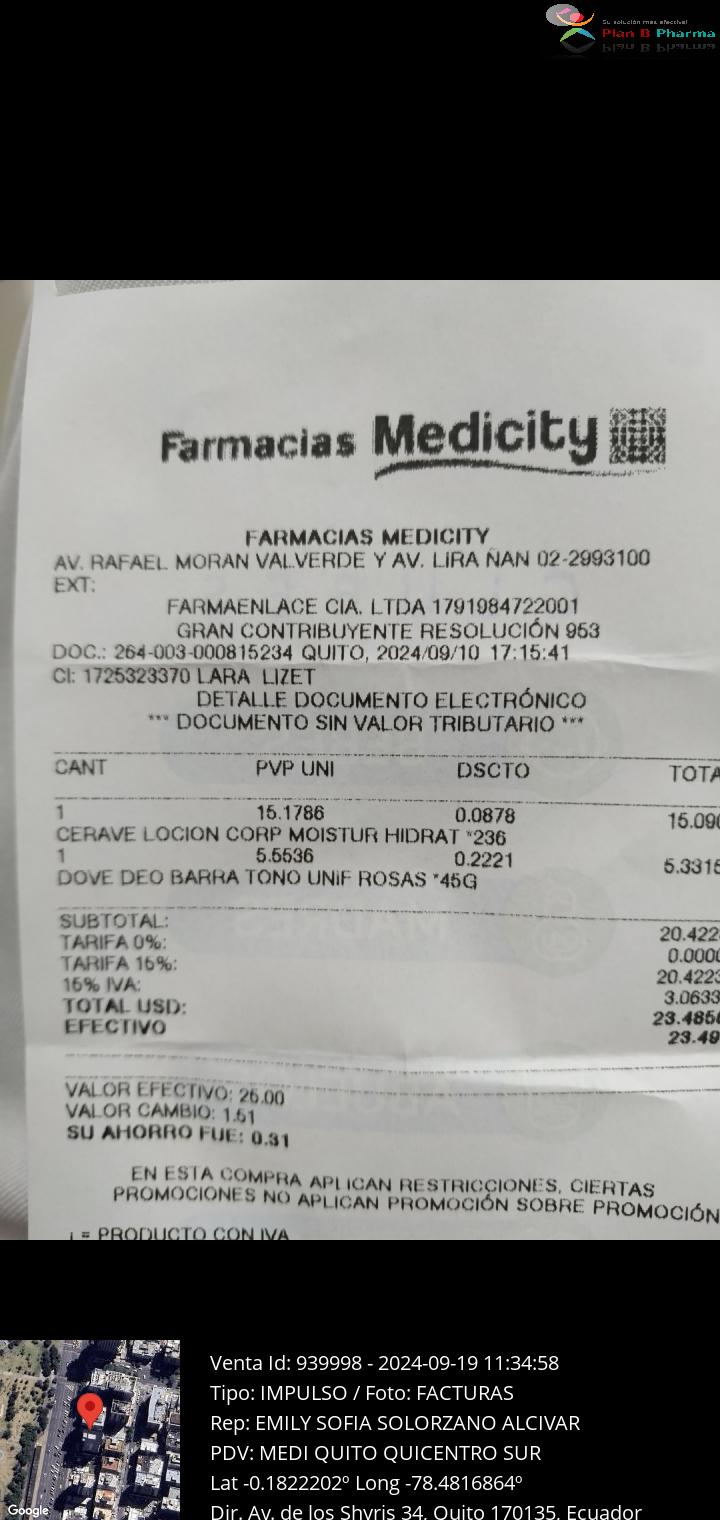 Su solución más efectiva!
Plan B Pharma
Farmacias Medicity
FARMACIAS MEDICITY
AV. RAFAEL MORAN VALVERDE Y AV. LIRA NAN 02-2993100
EXT:
FARMAENLACE CIA. LTDA 1791984722001
GRAN CONTRIBUYENTE RESOLUCIÓN 953
DOC.: 264-003-000815234 QUITO, 2024/09/10 17:15:41
CI: 1725323370 LARA LIZET
DETALLE DOCUMENTO ELECTRÓNICO
*** DOCUMENTO SIN VALOR TRIBUTARIO ***
CANT PVP UNI DSCTO TOTA
1 15.1786 0.0878 15.090
CERAVE LOCION CORP MOISTUR HIDRAT *236
1 5.5536 0.2221 5.3315
DOVE DEO BARRA TONO UNIF ROSAS *45G
SUBTOTAL: 20.422
TARIFA 0%: 0.0000
TARIFA 15%: 20.4223
15% IVA: 3.0633
TOTAL USD: 23.4856
EFECTIVO 23.49
VALOR EFECTIVO: 25.00
VALOR CAMBIO: 1.51
SU AHORRO FUE: 0.31
EN ESTA COMPRA APLICAN RESTRICCIONES, CIERTAS
PROMOCIONES NO APLICAN PROMOCIÓN SOBRE PROMOCIÓN
i = PRODUCTO CON IVA
Google
Venta Id: 939998 - 2024-09-19 11:34:58
Tipo: IMPULSO / Foto: FACTURAS
Rep: EMILY SOFIA SOLORZANO ALCIVAR
PDV: MEDI QUITO QUICENTRO SUR
Lat -0.1822202º Long -78.4816864º
Dir. Av. de los Shyris 34, Quito 170135, Ecuador